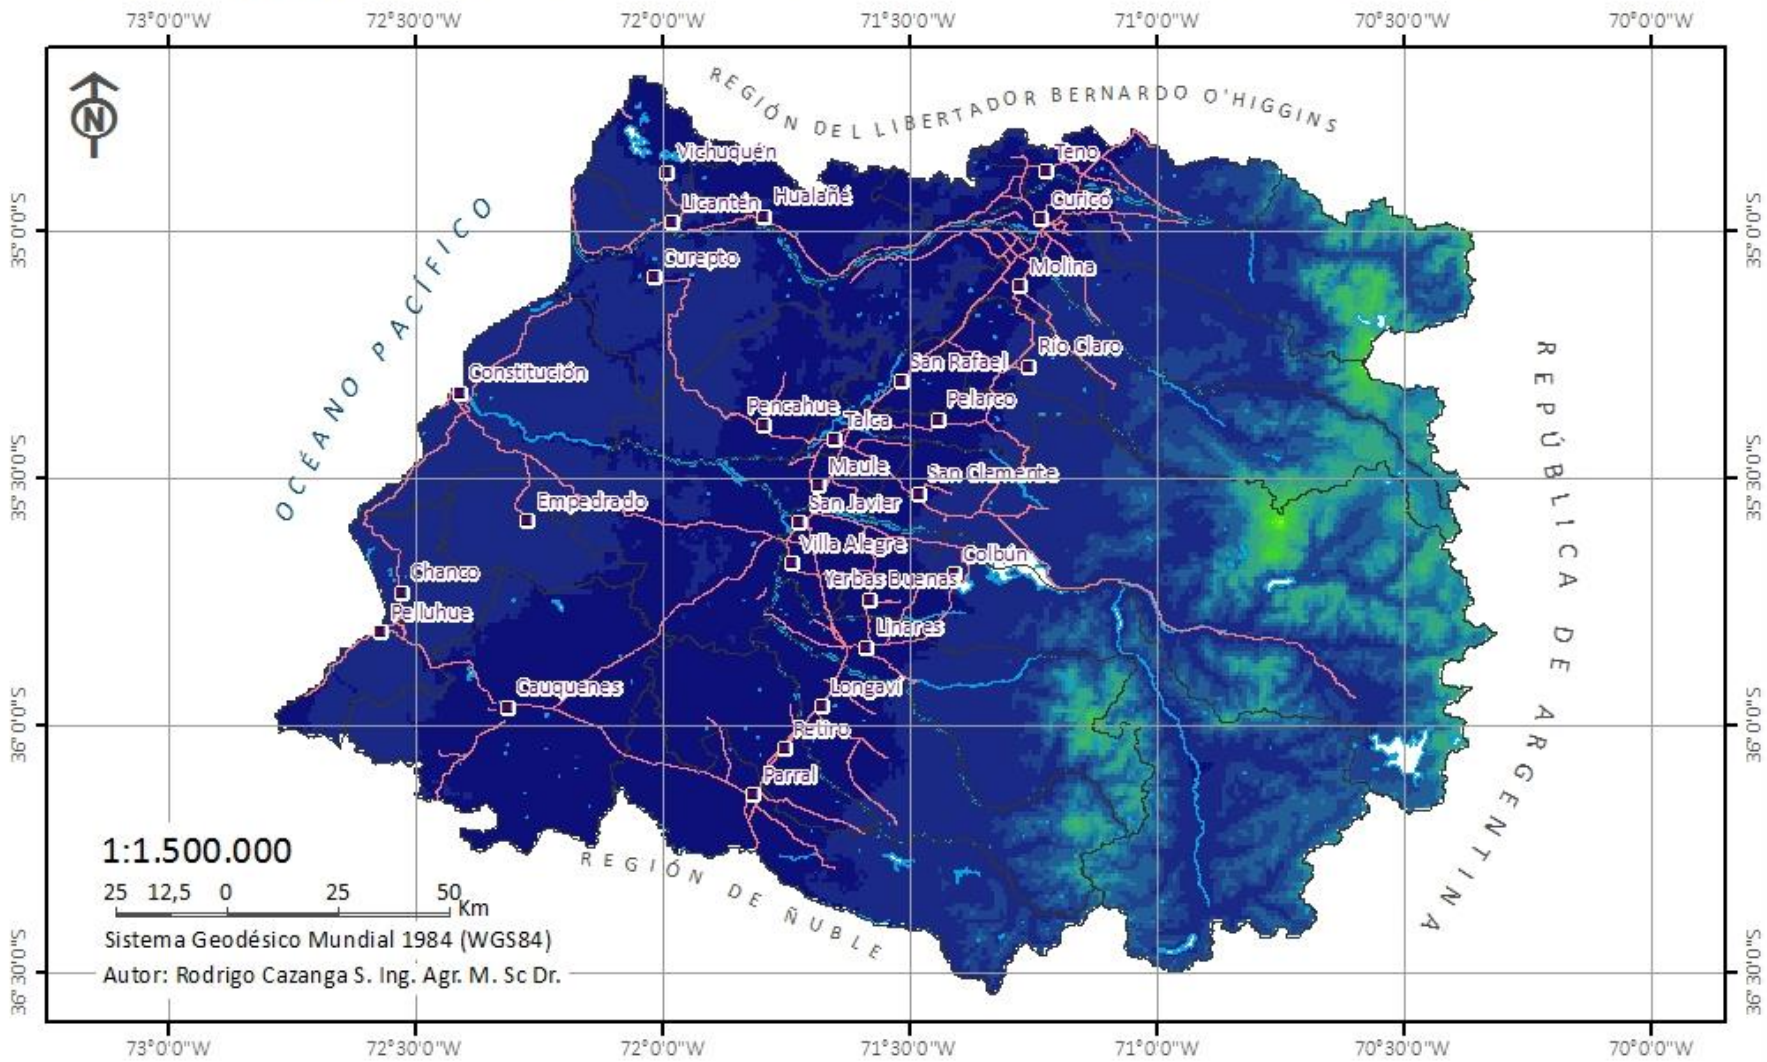 73°0'0"W 72°30'0"W 72°0'0"W 71°30'0"W 71°0'0"W 70°30'0"W 70°0'0"W
N
REGIÓN DEL LIBERTADOR BERNARDO O'HIGGINS
Vichuquén
Teno
Licantén
Hualañé
Curicó
35°0'0"S
35°0'0"S
OCÉANO PACÍFICO
Curepto
Molina
San Rafael
Río Claro
REPÚBLICA DE ARGENTINA
Constitución
Pencahue
Talca
Pelarco
Maule
San Clemente
35°30'0"S
35°30'0"S
Empedrado
San Javier
Villa Alegre
Colbún
Chanco
Yerbas Buenas
Pelluhue
Linares
Cauquenes
Longaví
36°0'0"S
36°0'0"S
Retiro
Parral
1:1.500.000
REGIÓN DE ÑUBLE
25 12,5 0 25 50 Km
Sistema Geodésico Mundial 1984 (WGS84)
Autor: Rodrigo Cazanga S. Ing. Agr. M. Sc Dr.
36°30'0"S
36°30'0"S
73°0'0"W 72°30'0"W 72°0'0"W 71°30'0"W 71°0'0"W 70°30'0"W 70°0'0"W